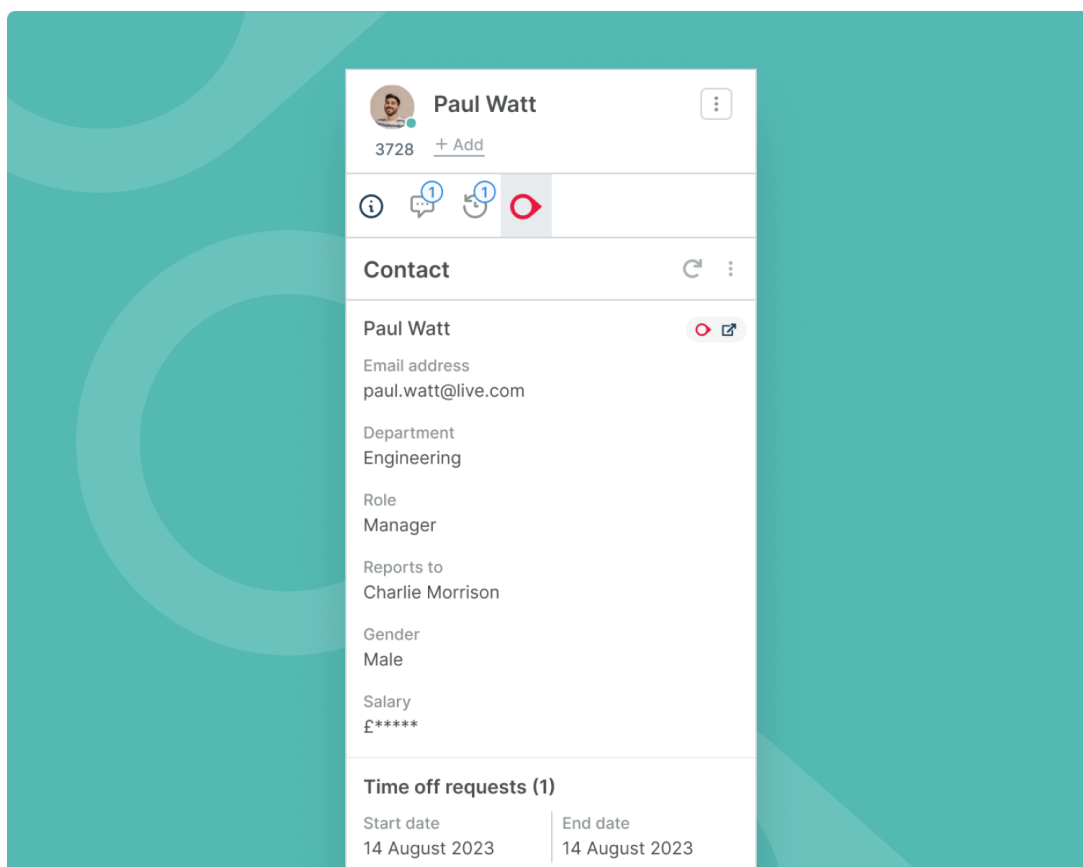 Paul Watt
3728
+ Add
1
1
Contact
Paul Watt
Email address
paul.watt@live.com
Department
Engineering
Role
Manager
Reports to
Charlie Morrison
Gender
Male
Salary
£*****
Time off requests (1)
Start date
14 August 2023
End date
14 August 2023